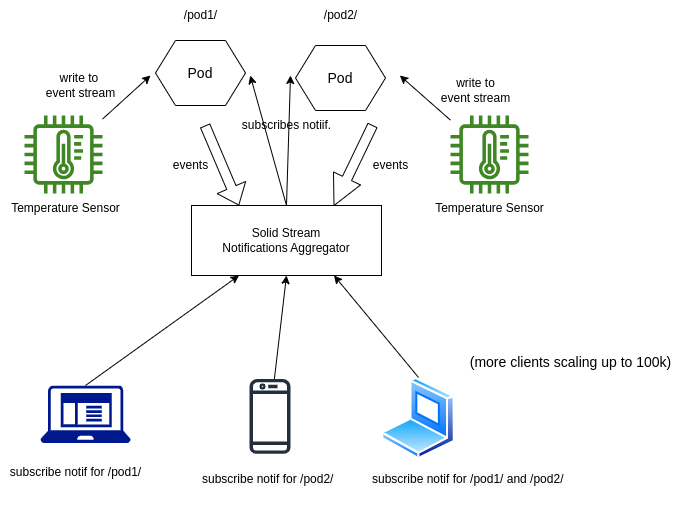 /pod1/
/pod2/
Pod
Pod
write to
event stream
write to
event stream
subscribes notiif.
events
events
Temperature Sensor
Temperature Sensor
Solid Stream
Notifications Aggregator
(more clients scaling up to 100k)
subscribe notif for /pod1/
subscribe notif for /pod2/
subscribe notif for /pod1/ and /pod2/